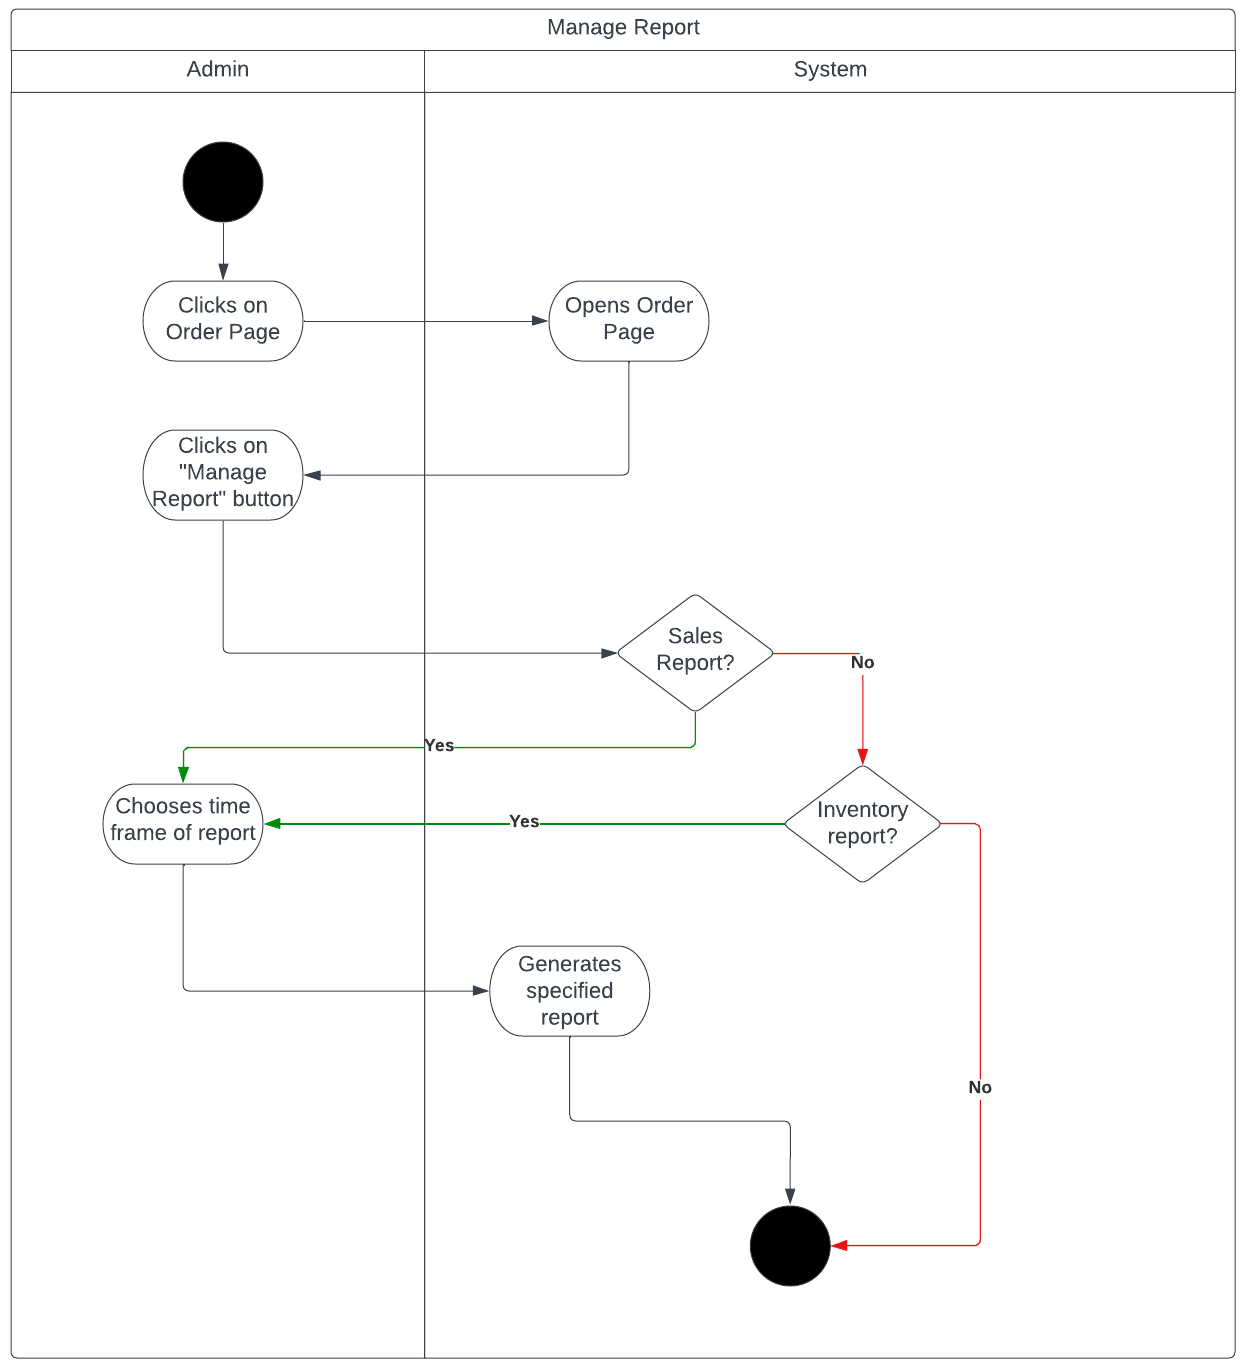 Manage Report
Admin
System
Clicks on
Order Page
Opens Order
Page
Clicks on
"Manage
Report" button
Sales
Report?
No
Yes
Chooses time
frame of report
Yes
Inventory
report?
Generates
specified
report
No